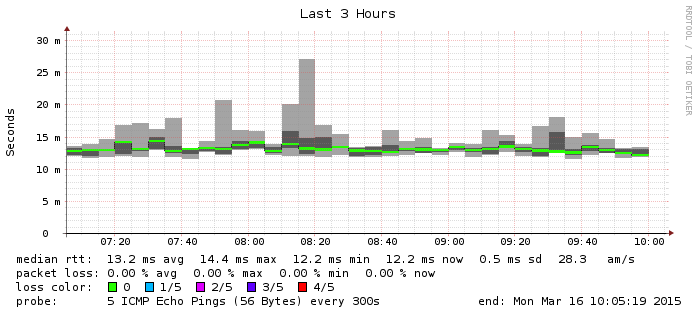 Last 3 Hours
RRDTOOL / TOBI OETIKER
Seconds
30 m
25 m
20 m
15 m
10 m
5 m
0
07:20 07:40 08:00 08:20 08:40 09:00 09:20 09:40 10:00
median rtt: 13.2 ms avg 14.4 ms max 12.2 ms min 12.2 ms now 0.5 ms sd 28.3 am/s
packet loss: 0.00 % avg 0.00 % max 0.00 % min 0.00 % now
loss color: 0 1/5 2/5 3/5 4/5
probe: 5 ICMP Echo Pings (56 Bytes) every 300s end: Mon Mar 16 10:05:19 2015